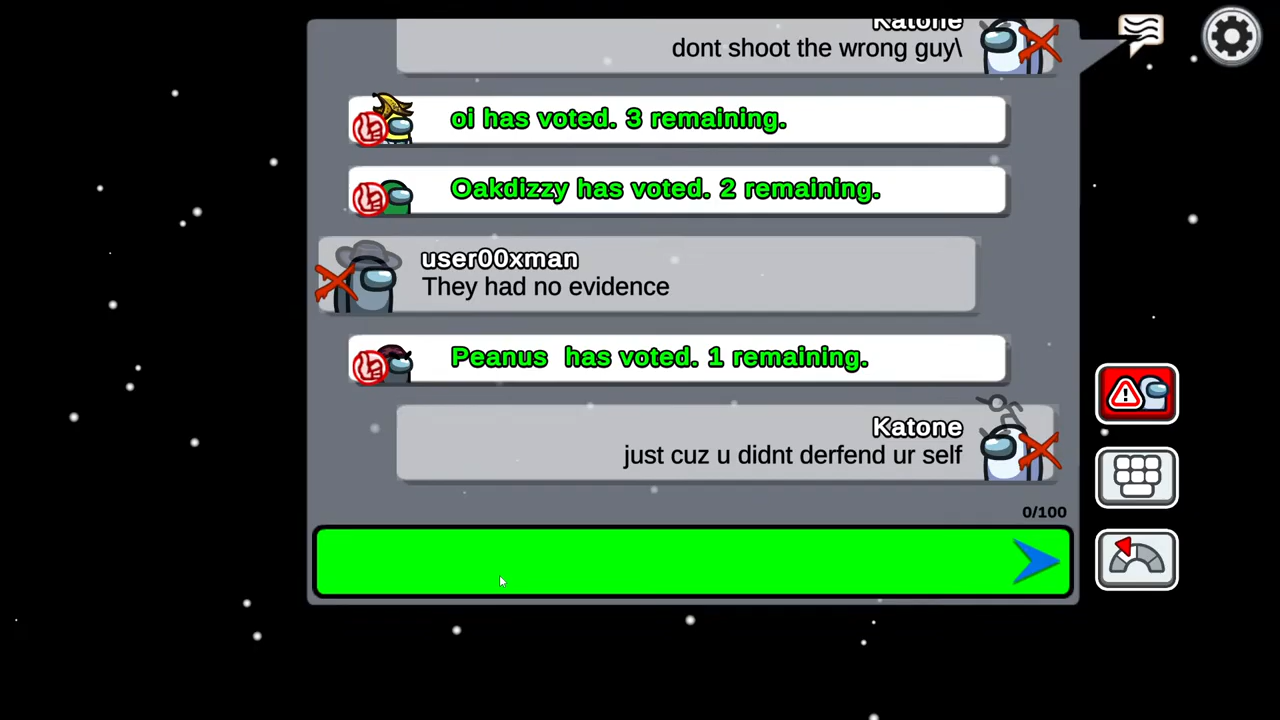 Katone
dont shoot the wrong guy\
oi has voted. 3 remaining.
Oakdizzy has voted. 2 remaining.
user00xman
They had no evidence
Peanus  has voted. 1 remaining.
Katone
just cuz u didnt derfend ur self
0/100